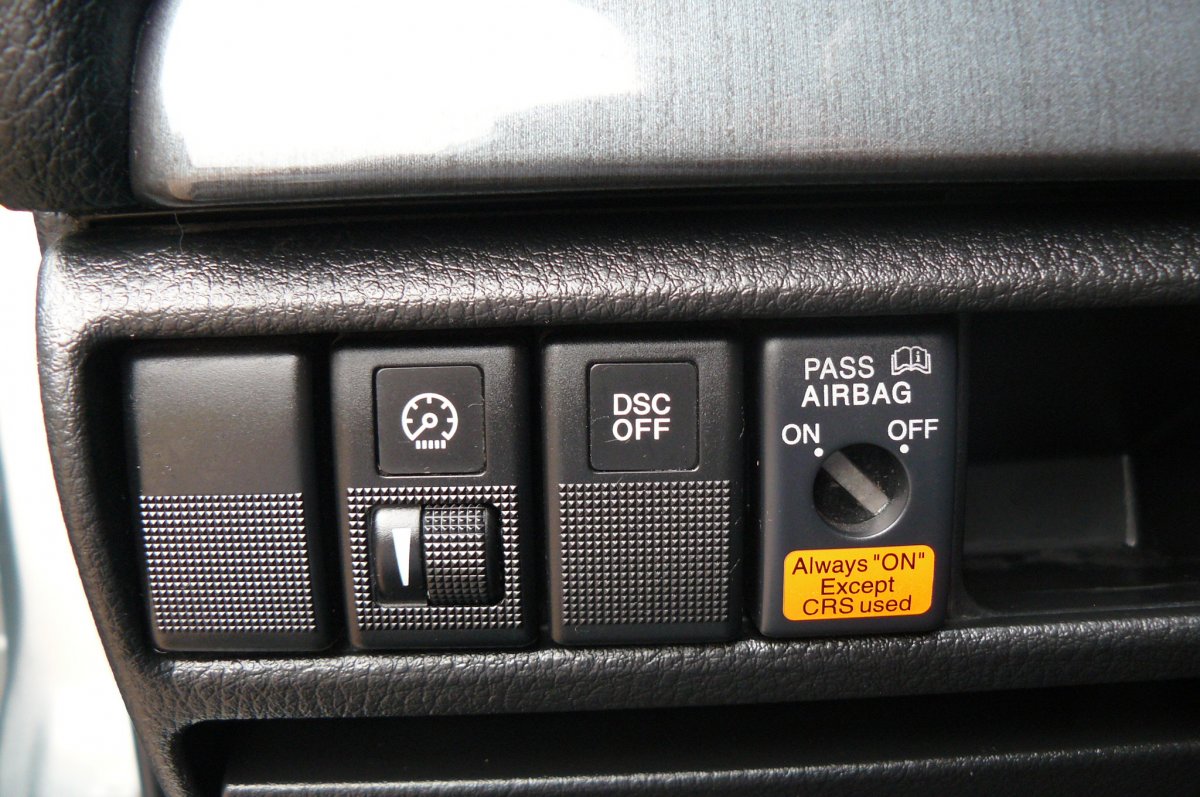 DSC
OFF
PASS
AIRBAG
ON
OFF
Always "ON"
Except
CRS used